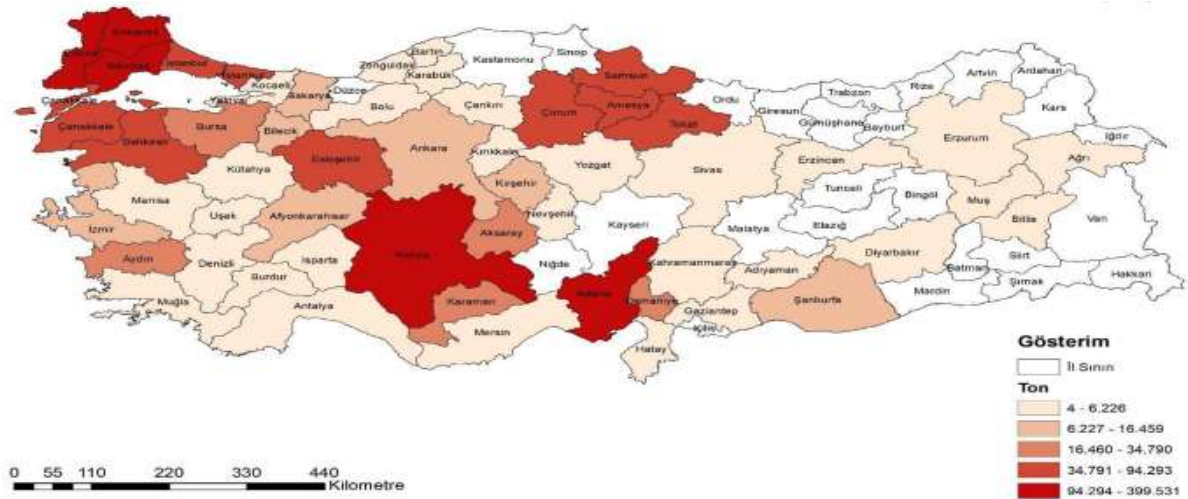 Kırklareli
Edirne
Tekirdağ
İstanbul
İstanbul
Kocaeli
Yalova
Sakarya
Düzce
Zonguldak
Bartın
Karabük
Kastamonu
Sinop
Samsun
Ordu
Giresun
Trabzon
Rize
Artvin
Ardahan
Kars
Iğdır
Çanakkale
Çanakkale
Balıkesir
Bursa
Bilecik
Bolu
Çankırı
Çorum
Amasya
Tokat
Gümüşhane
Bayburt
Erzurum
Ağrı
Eskişehir
Ankara
Kırıkkale
Yozgat
Sivas
Erzincan
Kütahya
Manisa
Uşak
Afyonkarahisar
Kırşehir
Nevşehir
Kayseri
Tunceli
Bingöl
Muş
Bitlis
Van
İzmir
Aydın
Denizli
Isparta
Burdur
Konya
Aksaray
Niğde
Malatya
Elazığ
Diyarbakır
Batman
Siirt
Şırnak
Hakkari
Muğla
Antalya
Karaman
Mersin
Adana
Osmaniye
Kahramanmaraş
Adıyaman
Gaziantep
Kilis
Şanlıurfa
Mardin
Hatay
Gösterim
İl Sınırı
Ton
4 - 6.226
6.227 - 16.459
16.460 - 34.790
34.791 - 94.293
94.294 - 399.531
0 55 110 220 330 440
Kilometre